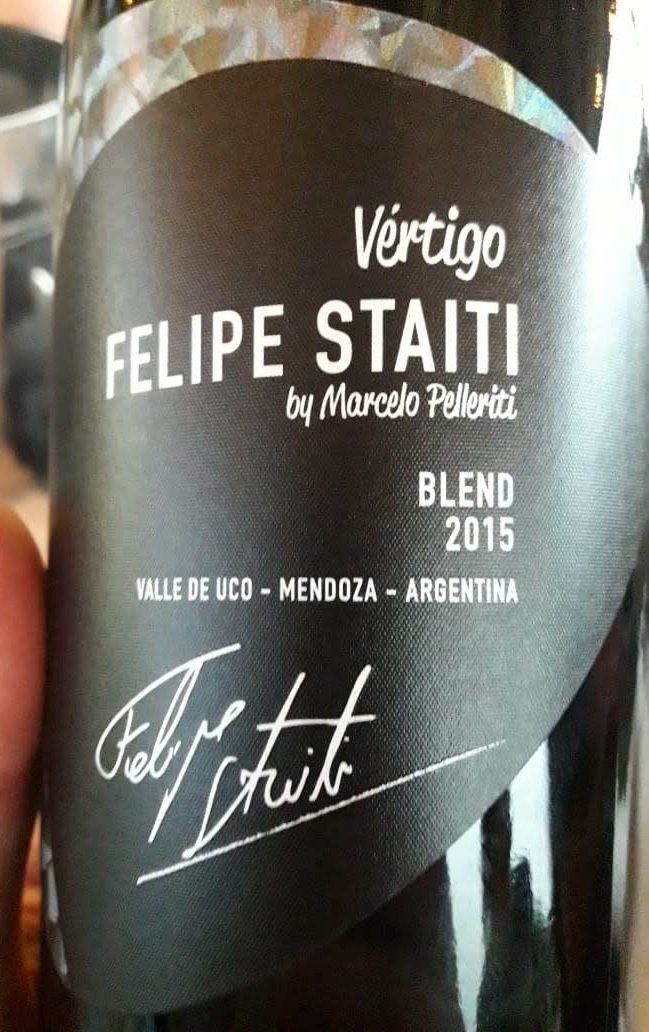 Vértigo
FELIPE STAITI
by Marcelo Pelleriti
BLEND
2015
VALLE DE UCO - MENDOZA - ARGENTINA
Felipe
Staiti